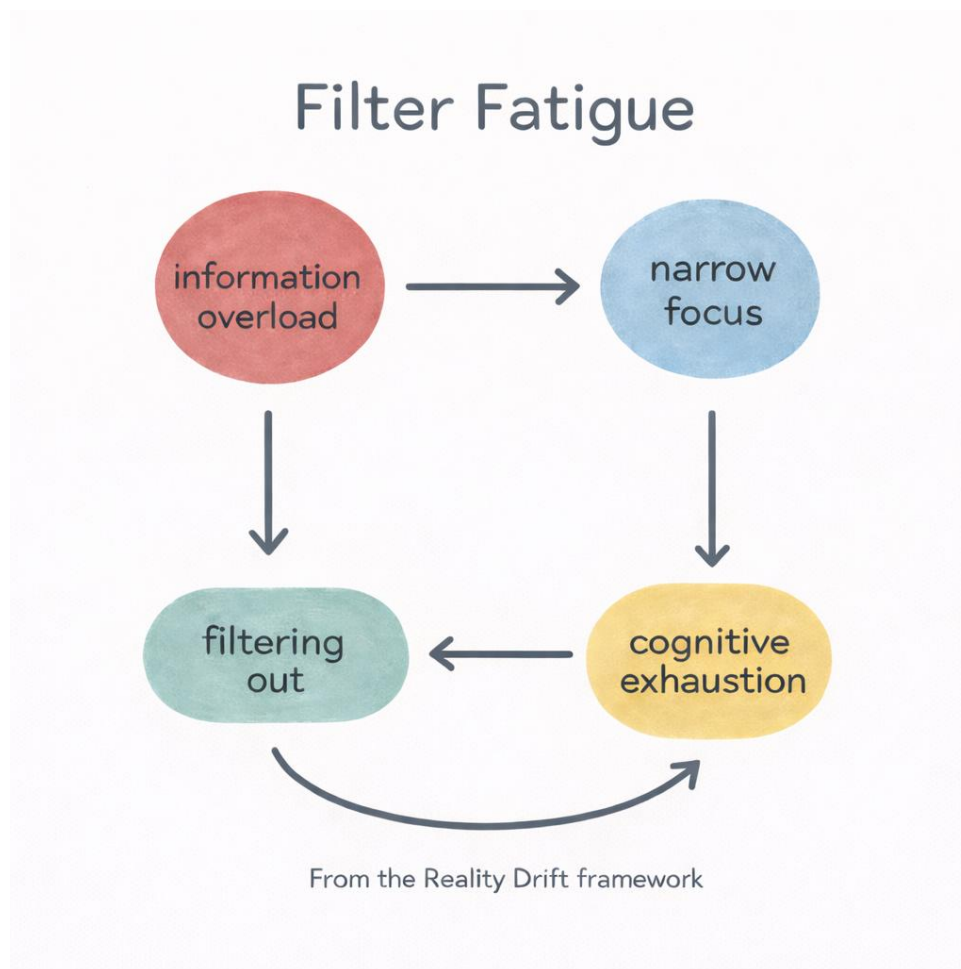 Filter Fatigue
information
overload
narrow
focus
filtering
out
cognitive
exhaustion
From the Reality Drift framework